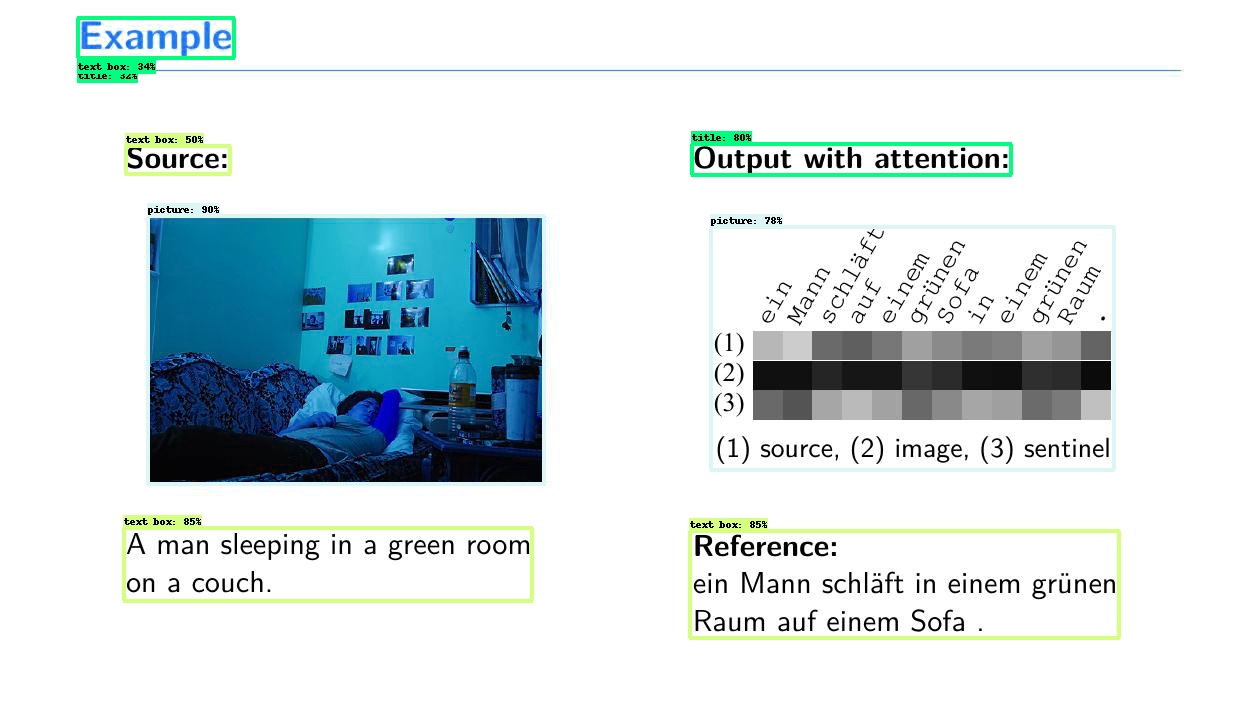 Example
text box: 34%
title: 32%
text box: 50%
Source:
picture: 90%
text box: 85%
A man sleeping in a green room
on a couch.
title: 80%
Output with attention:
picture: 78%
ein Mann schläft auf einem grünen Sofa in einem grünen Raum .
(1)
(2)
(3)
(1) source, (2) image, (3) sentinel
text box: 85%
Reference:
ein Mann schläft in einem grünen
Raum auf einem Sofa .